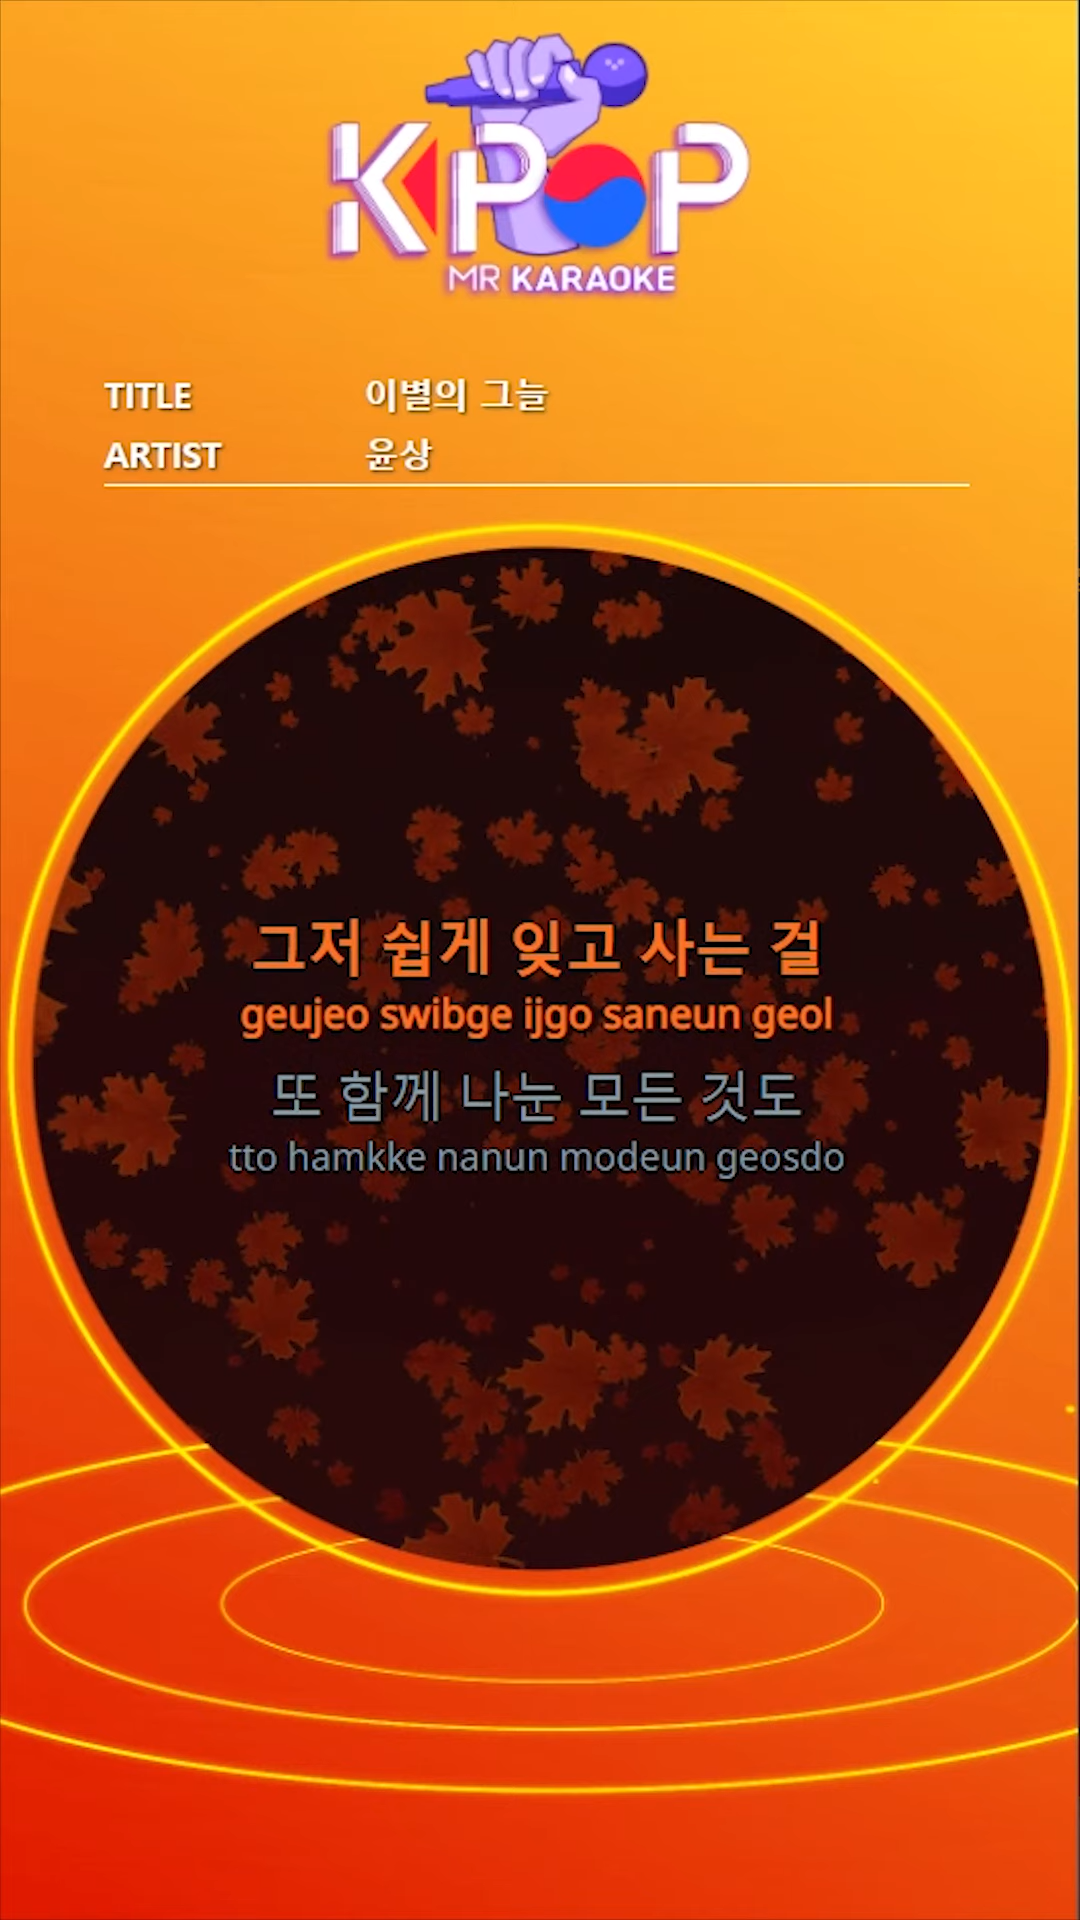 KPOP
MR KARAOKE
TITLE 이별의 그늘
ARTIST 윤상
그저 쉽게 잊고 사는 걸
geujeo swibge ijgo saneun geol
또 함께 나눈 모든 것도
tto hamkke nanun modeun geosdo